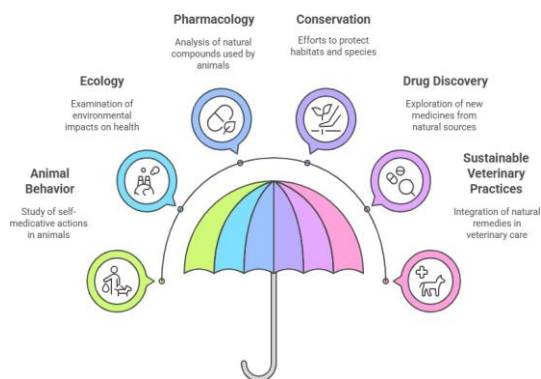 Pharmacology
Analysis of natural
compounds used by
animals
Conservation
Efforts to protect
habitats and species
Ecology
Examination of
environmental
impacts on health
Drug Discovery
Exploration of new
medicines from
natural sources
Animal
Behavior
Study of self-
medicative actions
in animals
Sustainable
Veterinary
Practices
Integration of natural
remedies in
veterinary care